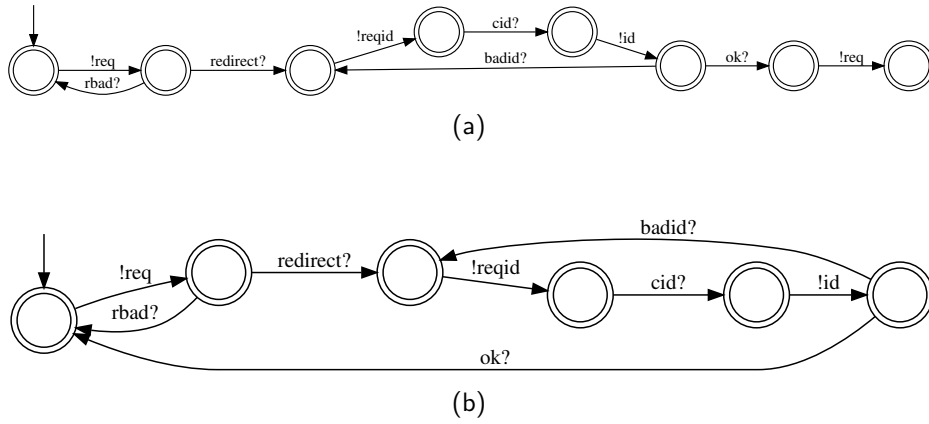 !req
rbad?
redirect?
!reqid
cid?
!id
badid?
ok?
!req
(a)
!req
rbad?
redirect?
!reqid
cid?
!id
badid?
ok?
(b)